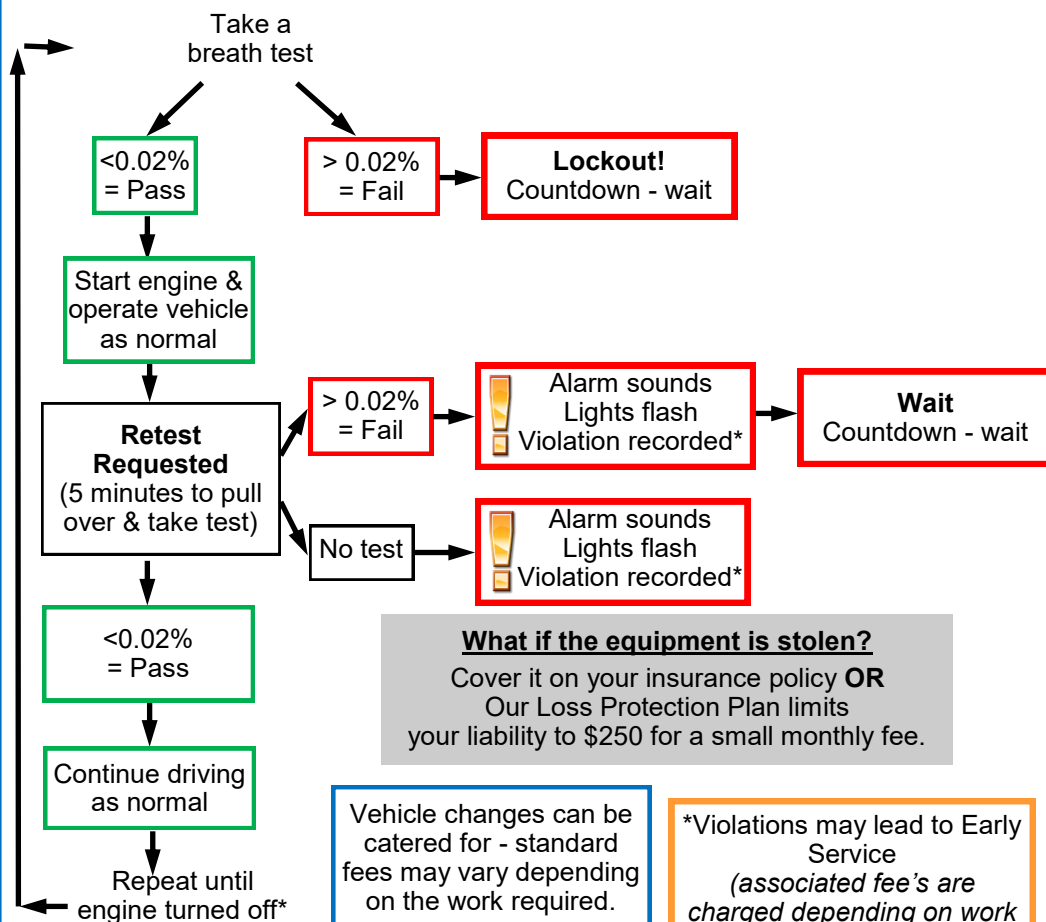 Take a
breath test
<0.02%
= Pass
> 0.02%
= Fail
Lockout!
Countdown - wait
Start engine &
operate vehicle
as normal
Retest
Requested
(5 minutes to pull
over & take test)
> 0.02%
= Fail
Alarm sounds
Lights flash
Violation recorded*
Wait
Countdown - wait
No test
Alarm sounds
Lights flash
Violation recorded*
<0.02%
= Pass
Continue driving
as normal
Repeat until
engine turned off*
What if the equipment is stolen?
Cover it on your insurance policy OR
Our Loss Protection Plan limits
your liability to $250 for a small monthly fee.
Vehicle changes can be
catered for - standard
fees may vary depending
on the work required.
*Violations may lead to Early
Service
(associated fee's are
charged depending on work